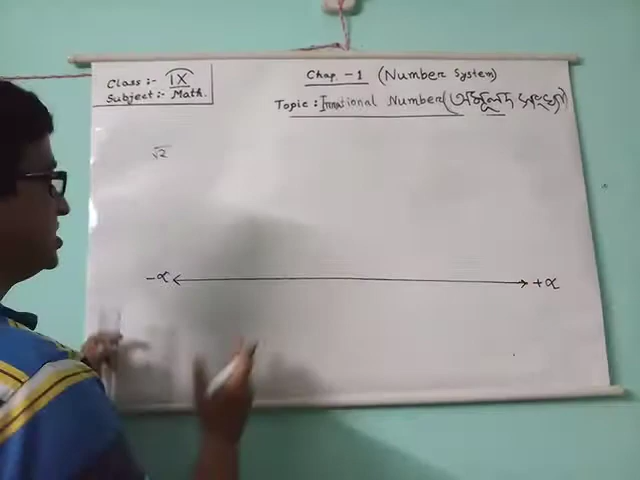 Class:- IX
Subject:- Math.
Chap. -1 (Number System)
Topic: Irrational Number (অমূলদ সংখ্যা)
√2
-∝ +∝